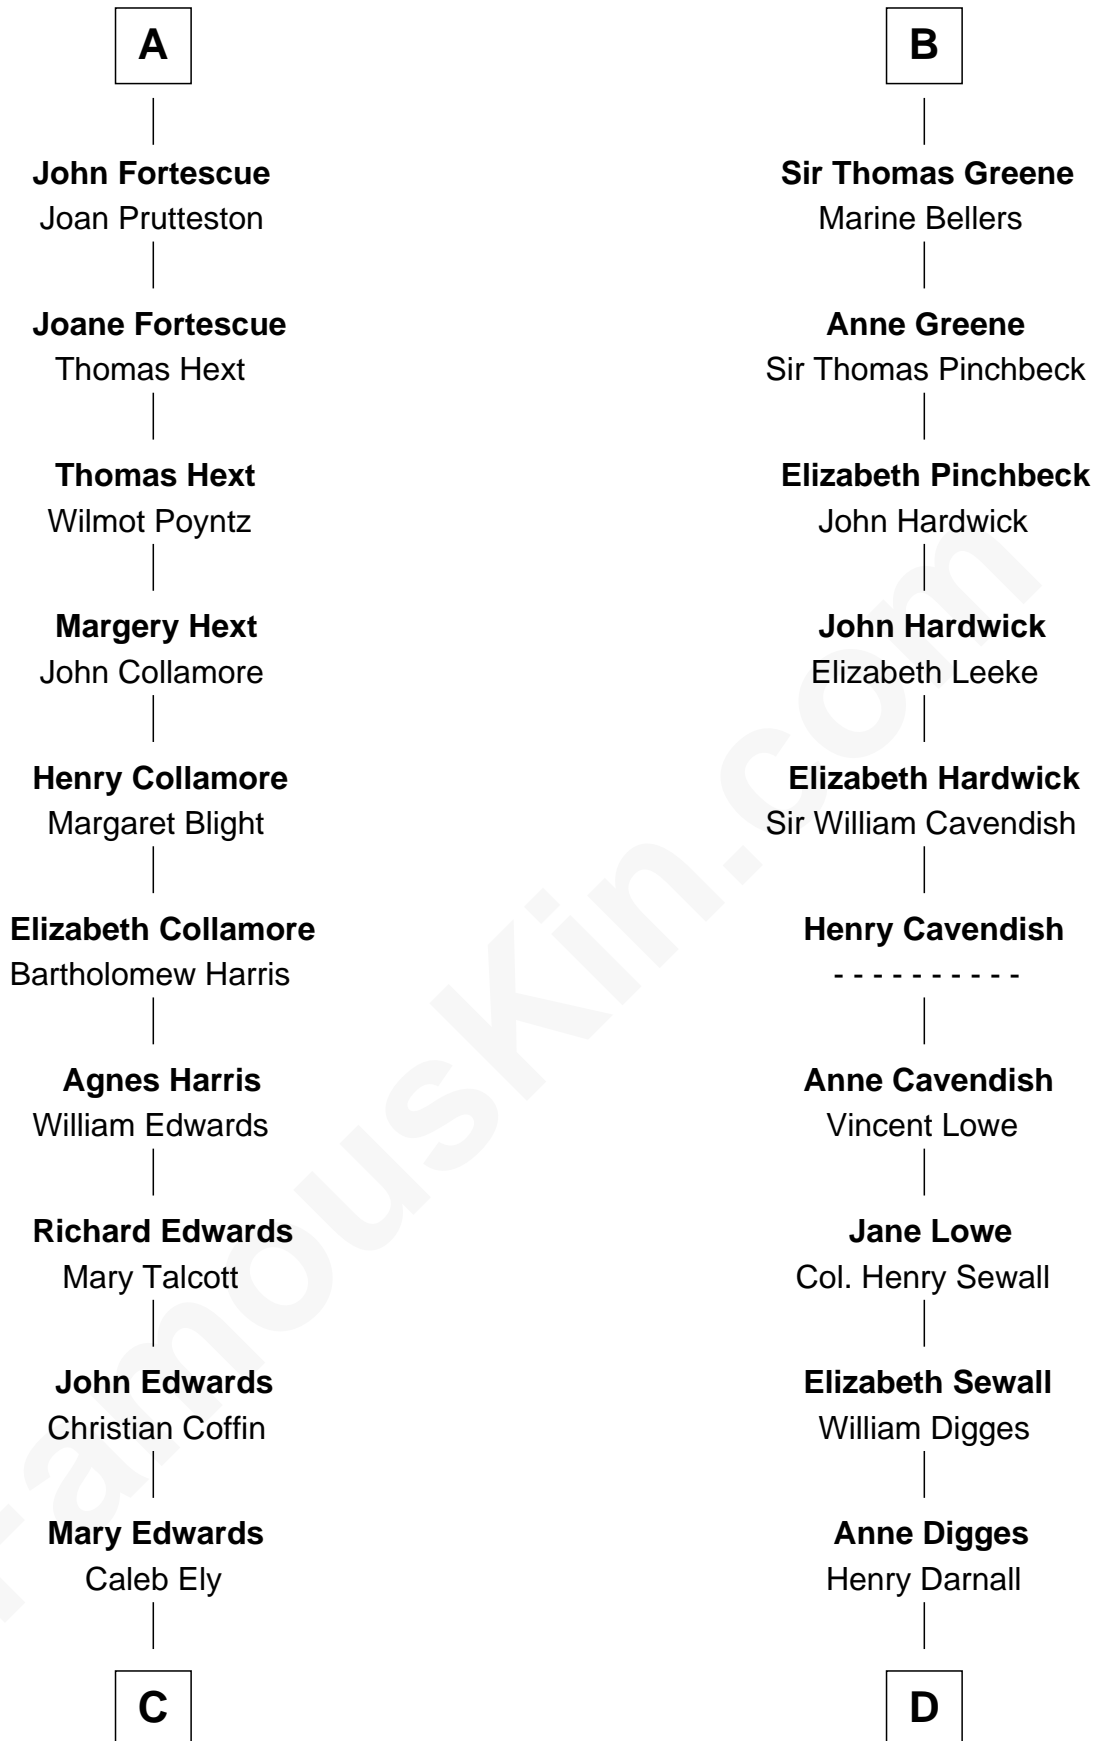 A
John Fortescue
Joan Prutteston
Joane Fortescue
Thomas Hext
Thomas Hext
Wilmot Poyntz
Margery Hext
John Collamore
Henry Collamore
Margaret Blight
Elizabeth Collamore
Bartholomew Harris
Agnes Harris
William Edwards
Richard Edwards
Mary Talcott
John Edwards
Christian Coffin
Mary Edwards
Caleb Ely
C
B
Sir Thomas Greene
Marine Bellers
Anne Greene
Sir Thomas Pinchbeck
Elizabeth Pinchbeck
John Hardwick
John Hardwick
Elizabeth Leeke
Elizabeth Hardwick
Sir William Cavendish
Henry Cavendish
- - - - - - - - - -
Anne Cavendish
Vincent Lowe
Jane Lowe
Col. Henry Sewall
Elizabeth Sewall
William Digges
Anne Digges
Henry Darnall
D
FamousKin.com